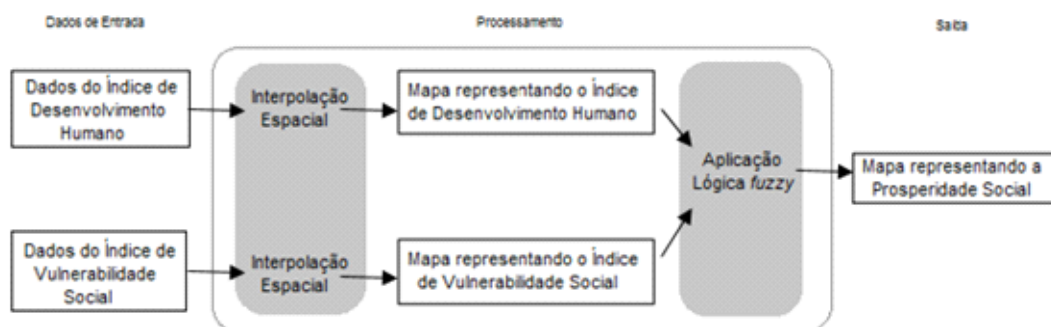 Dados de Entrada
Processamento
Saída
Dados do Índice de
Desenvolvimento
Humano
Interpolação
Espacial
Mapa representando o Índice
de Desenvolvimento Humano
Aplicação
Lógica fuzzy
Mapa representando a
Prosperidade Social
Dados do Índice de
Vulnerabilidade
Social
Interpolação
Espacial
Mapa representando o Índice
de Vulnerabilidade Social